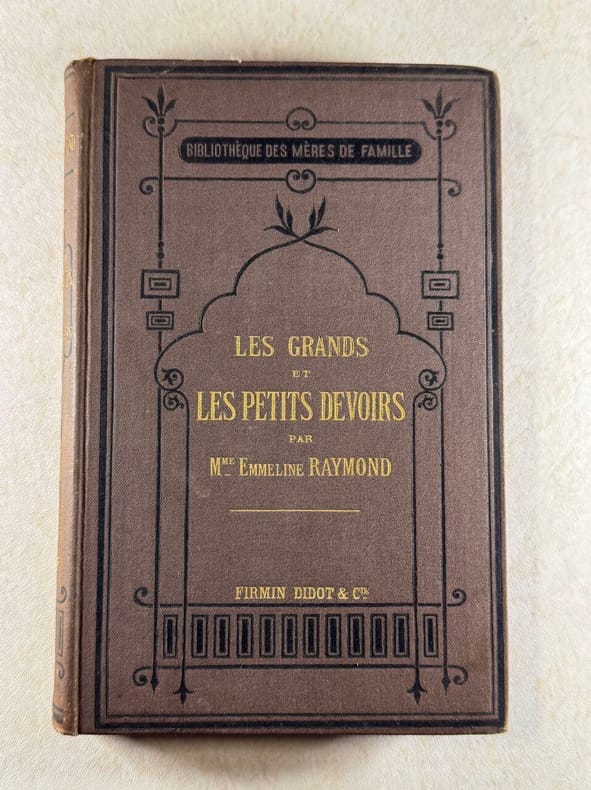 BIBLIOTHÈQUE DES MÈRES DE FAMILLE
LES GRANDS
ET
LES PETITS DEVOIRS
PAR
MME EMMELINE RAYMOND
FIRMIN DIDOT & CIE